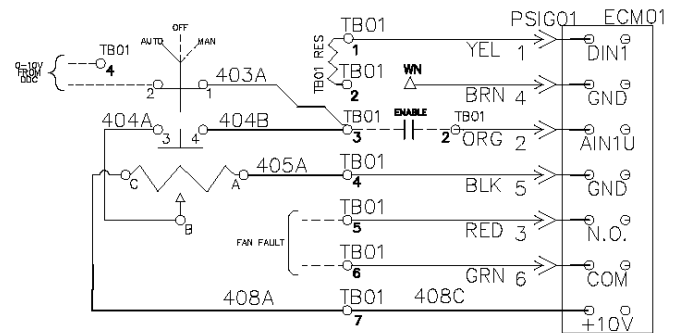 OFF
AUTO MAN
TB01
4
0-10V
FROM
DDC
2 1
403A
404A 3 4 404B
C A 405A
B
FAN FAULT
408A
TB01 RES
TB01
1
TB01
2
TB01
3
ENABLE
TB01
2
TB01
4
TB01
5
TB01
6
TB01
7
408C
WN
PSIG01 ECM01
YEL 1 DIN1
BRN 4 GND
ORG 2 AIN1U
BLK 5 GND
RED 3 N.O.
GRN 6 COM
+10V